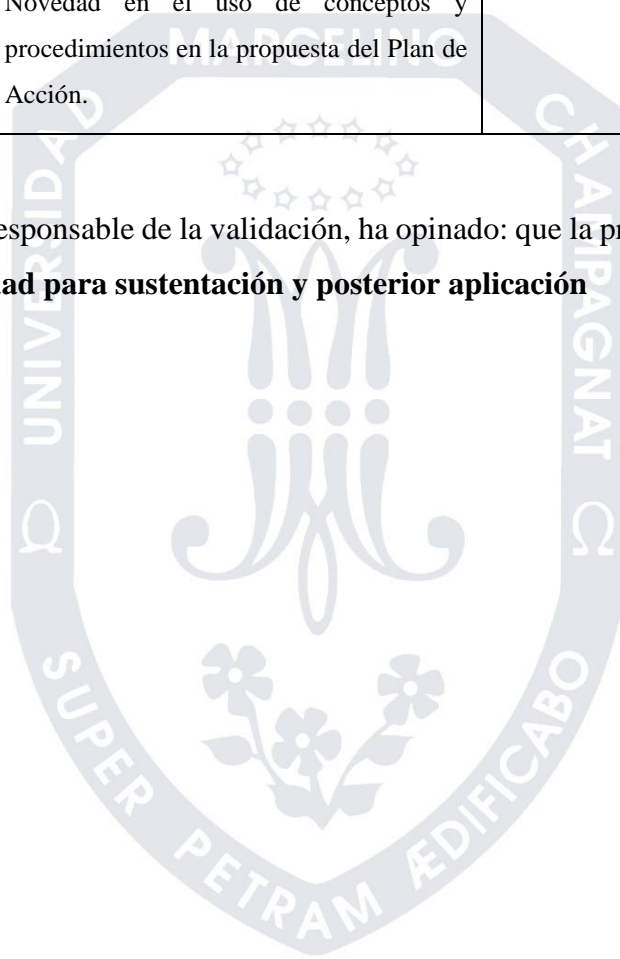 Novedad en el uso de conceptos y
procedimientos en la propuesta del Plan de
Acción.
esponsable de la validación, ha opinado: que la pr
ad para sustentación y posterior aplicación
UNIVERSIDAD MARCELINO CHAMPAGNAT
SUPER PETRAM ÆDIFICABO